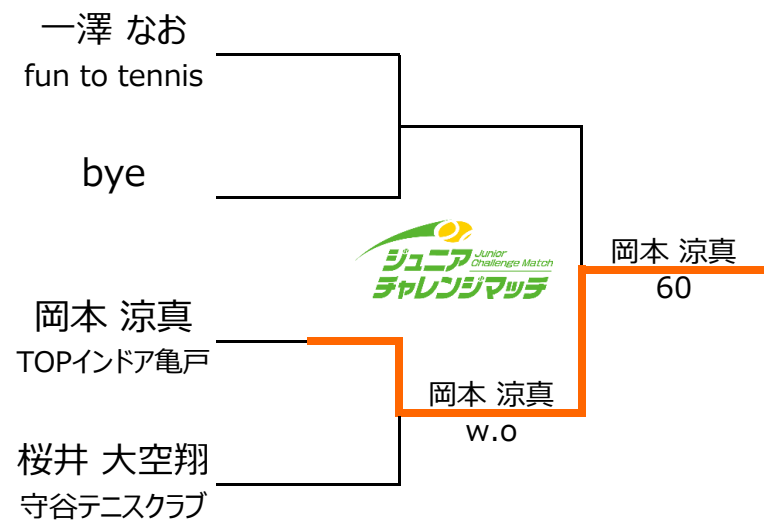 一澤 なお
fun to tennis
bye
ジュニア Junior Challenge Match
チャレンジマッチ
岡本 涼真
60
岡本 涼真
TOPインドア亀戸
岡本 涼真
w.o
桜井 大空翔
守谷テニスクラブ